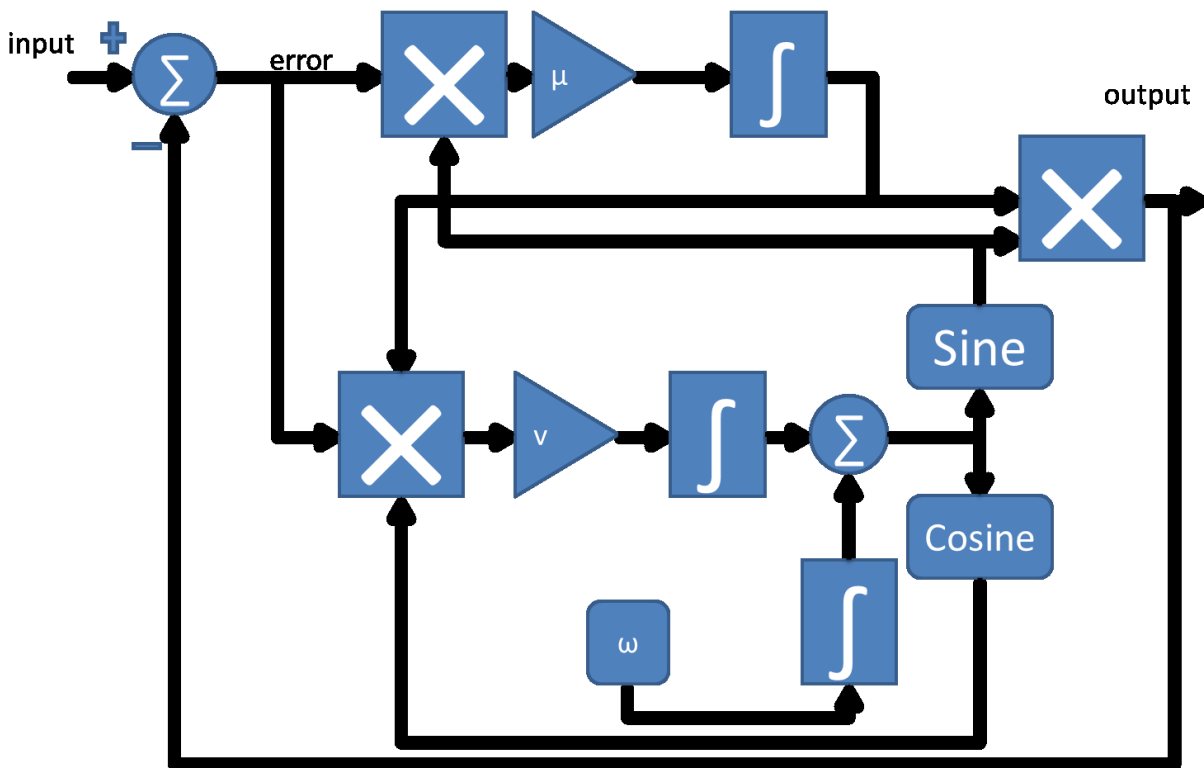 input
+
Σ
−
error
×
μ
∫
output
×
Sine
×
v
∫
Σ
Cosine
∫
ω